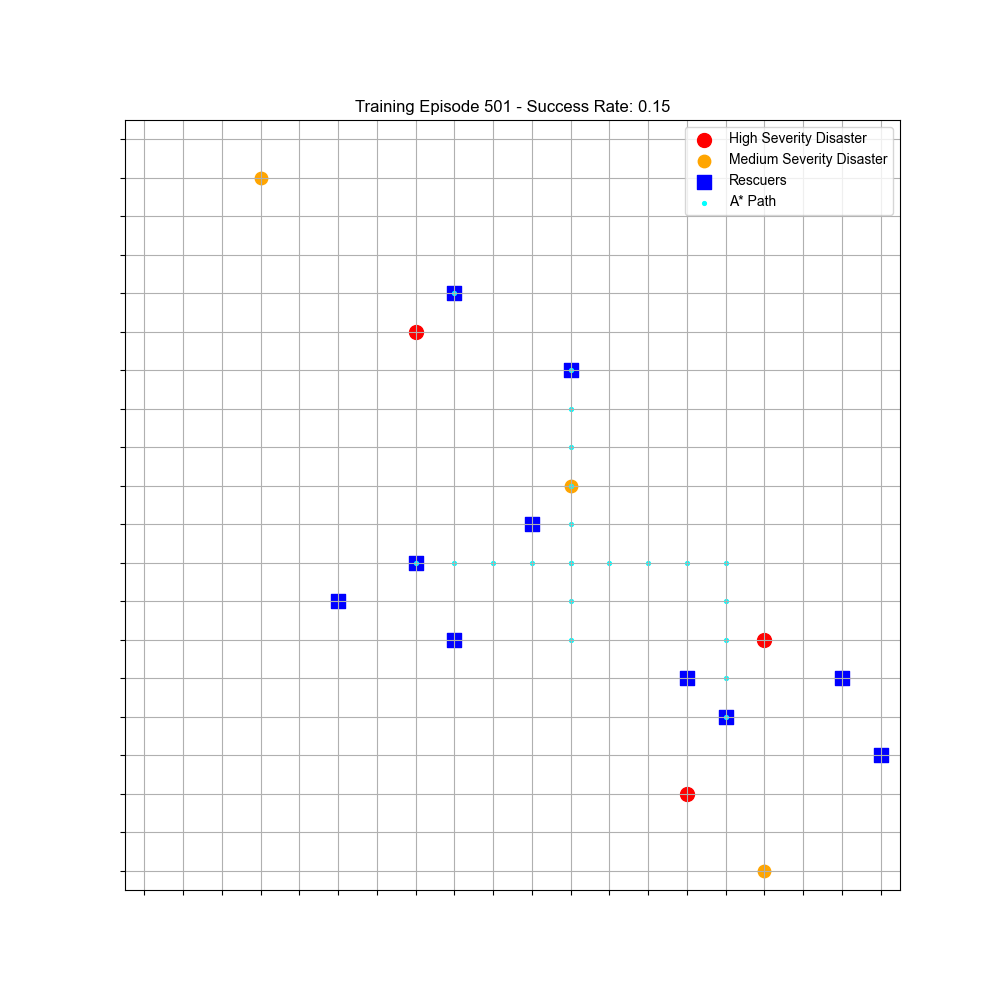 Training Episode 501 - Success Rate: 0.15
High Severity Disaster
Medium Severity Disaster
Rescuers
A* Path